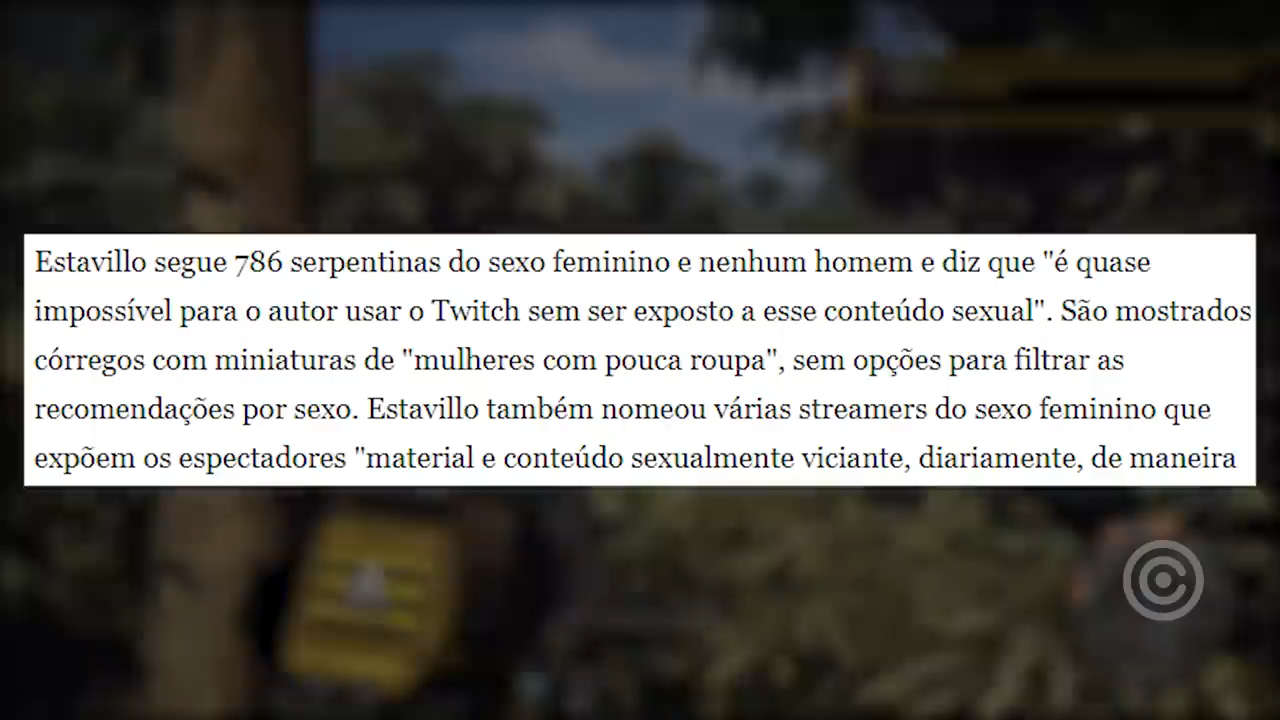 Estavillo segue 786 serpentinas do sexo feminino e nenhum homem e diz que "é quase
impossível para o autor usar o Twitch sem ser exposto a esse conteúdo sexual". São mostrados
córregos com miniaturas de "mulheres com pouca roupa", sem opções para filtrar as
recomendações por sexo. Estavillo também nomeou várias streamers do sexo feminino que
expõem os espectadores "material e conteúdo sexualmente viciante, diariamente, de maneira